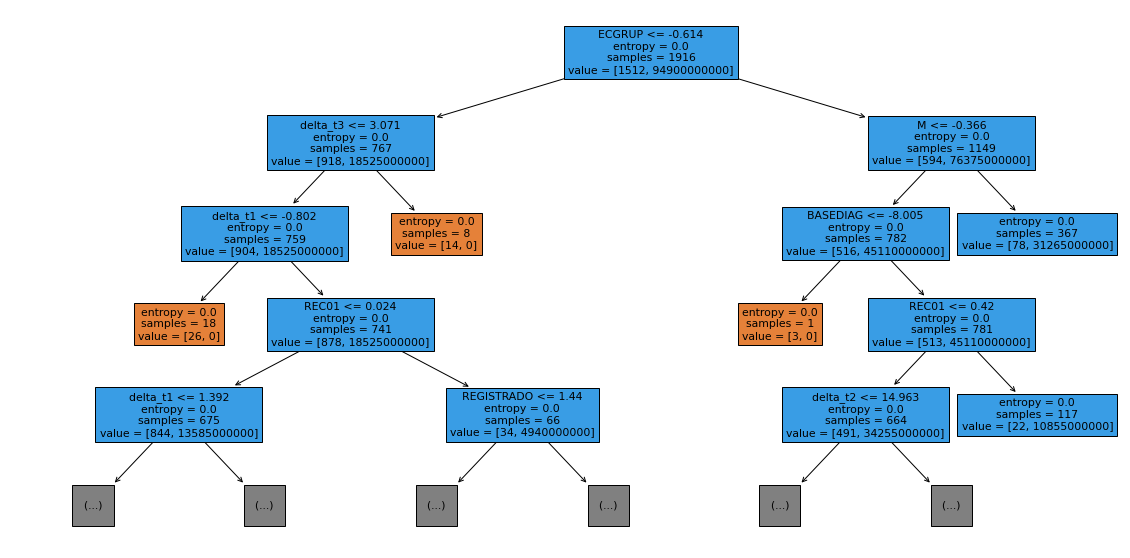 ECGRUP <= -0.614
entropy = 0.0
samples = 1916
value = [1512, 94900000000]
delta_t3 <= 3.071
entropy = 0.0
samples = 767
value = [918, 18525000000]
M <= -0.366
entropy = 0.0
samples = 1149
value = [594, 76375000000]
delta_t1 <= -0.802
entropy = 0.0
samples = 759
value = [904, 18525000000]
entropy = 0.0
samples = 8
value = [14, 0]
BASEDIAG <= -8.005
entropy = 0.0
samples = 782
value = [516, 45110000000]
entropy = 0.0
samples = 367
value = [78, 31265000000]
entropy = 0.0
samples = 18
value = [26, 0]
REC01 <= 0.024
entropy = 0.0
samples = 741
value = [878, 18525000000]
entropy = 0.0
samples = 1
value = [3, 0]
REC01 <= 0.42
entropy = 0.0
samples = 781
value = [513, 45110000000]
delta_t1 <= 1.392
entropy = 0.0
samples = 675
value = [844, 13585000000]
REGISTRADO <= 1.44
entropy = 0.0
samples = 66
value = [34, 4940000000]
delta_t2 <= 14.963
entropy = 0.0
samples = 664
value = [491, 34255000000]
entropy = 0.0
samples = 117
value = [22, 10855000000]
(...)
(...)
(...)
(...)
(...)
(...)